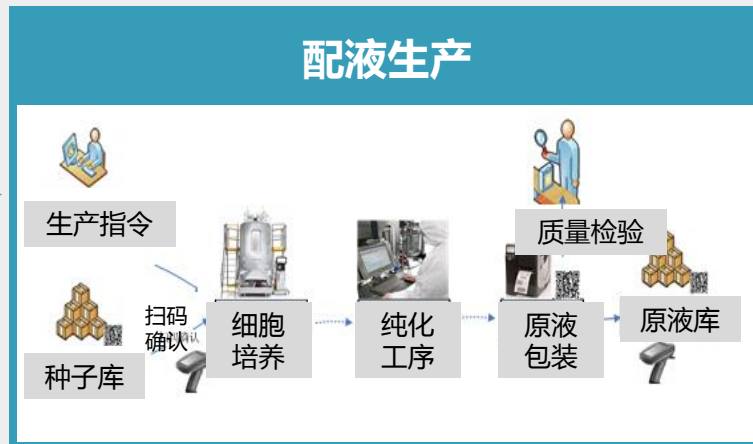 配液生产
生产指令
种子库
扫码
确认
细胞
培养
纯化
工序
质量检验
原液
包装
原液库